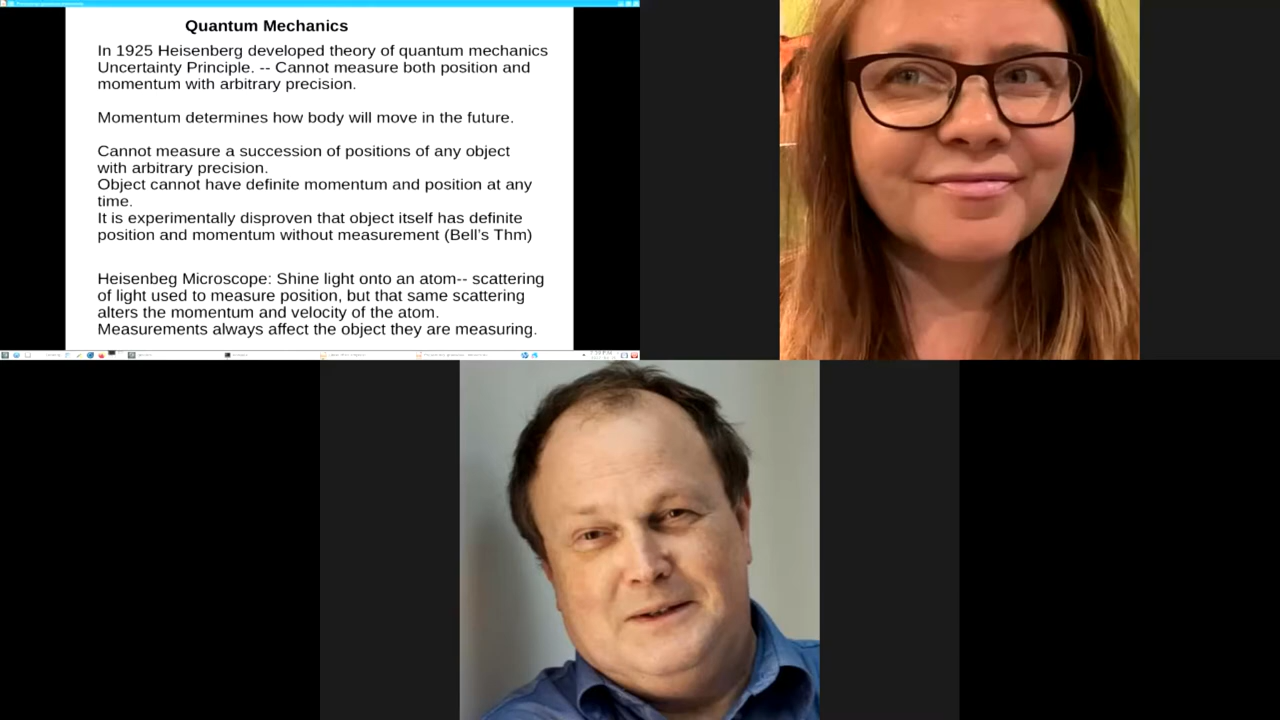 Quantum Mechanics
In 1925 Heisenberg developed theory of quantum mechanics
Uncertainty Principle. -- Cannot measure both position and
momentum with arbitrary precision.
Momentum determines how body will move in the future.
Cannot measure a succession of positions of any object
with arbitrary precision.
Object cannot have definite momentum and position at any
time.
It is experimentally disproven that object itself has definite
position and momentum without measurement (Bell's Thm)
Heisenbeg Microscope: Shine light onto an atom-- scattering
of light used to measure position, but that same scattering
alters the momentum and velocity of the atom.
Measurements always affect the object they are measuring.